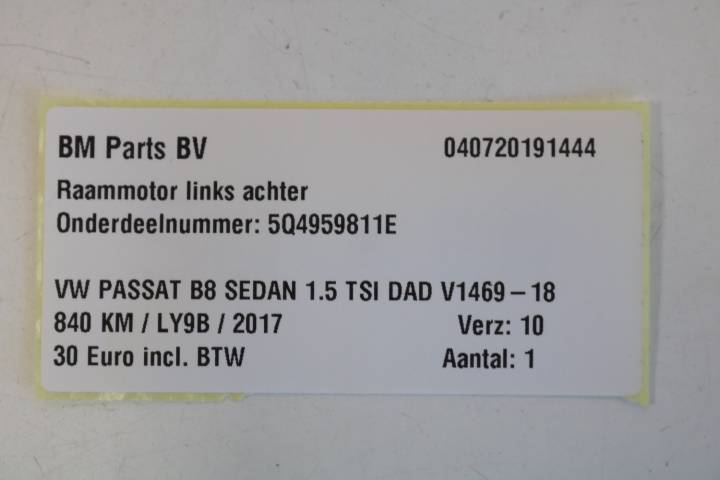 BM Parts BV 040720191444
Raammotor links achter
Onderdeelnummer: 5Q4959811E
VW PASSAT B8 SEDAN 1.5 TSI DAD V1469 – 18
840 KM / LY9B / 2017 Verz: 10
30 Euro incl. BTW Aantal: 1